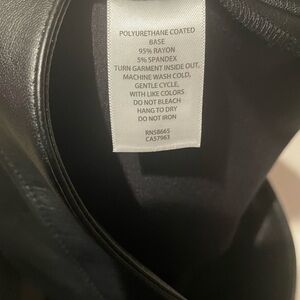 POLYURETHANE COATED
BASE
95% RAYON
5% SPANDEX
TURN GARMENT INSIDE OUT,
MACHINE WASH COLD,
GENTLE CYCLE,
WITH LIKE COLORS
DO NOT BLEACH
HANG TO DRY
DO NOT IRON
RN58665
CA57963